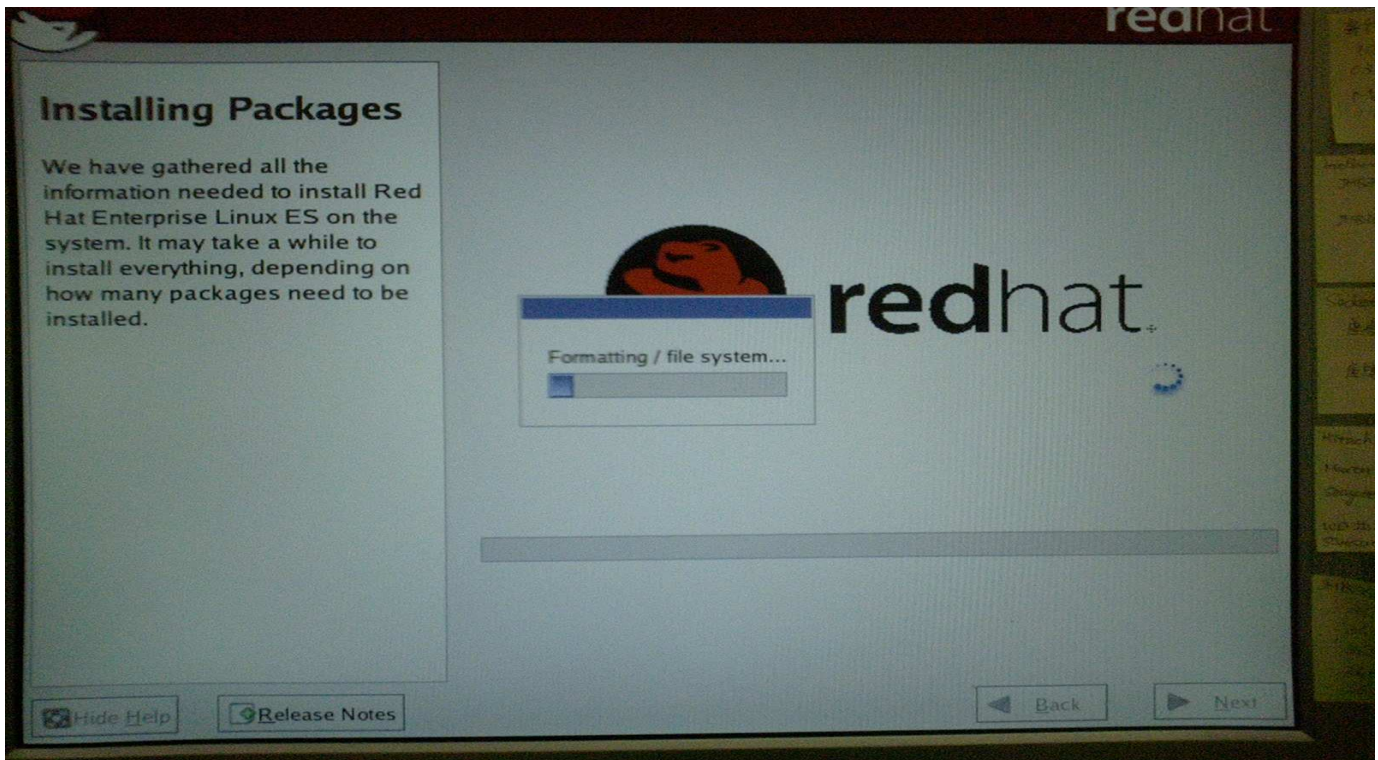 redhat
Installing Packages
We have gathered all the
information needed to install Red
Hat Enterprise Linux ES on the
system. It may take a while to
install everything, depending on
how many packages need to be
installed.
redhat.
Formatting / file system...
Hide Help
Release Notes
Back
Next